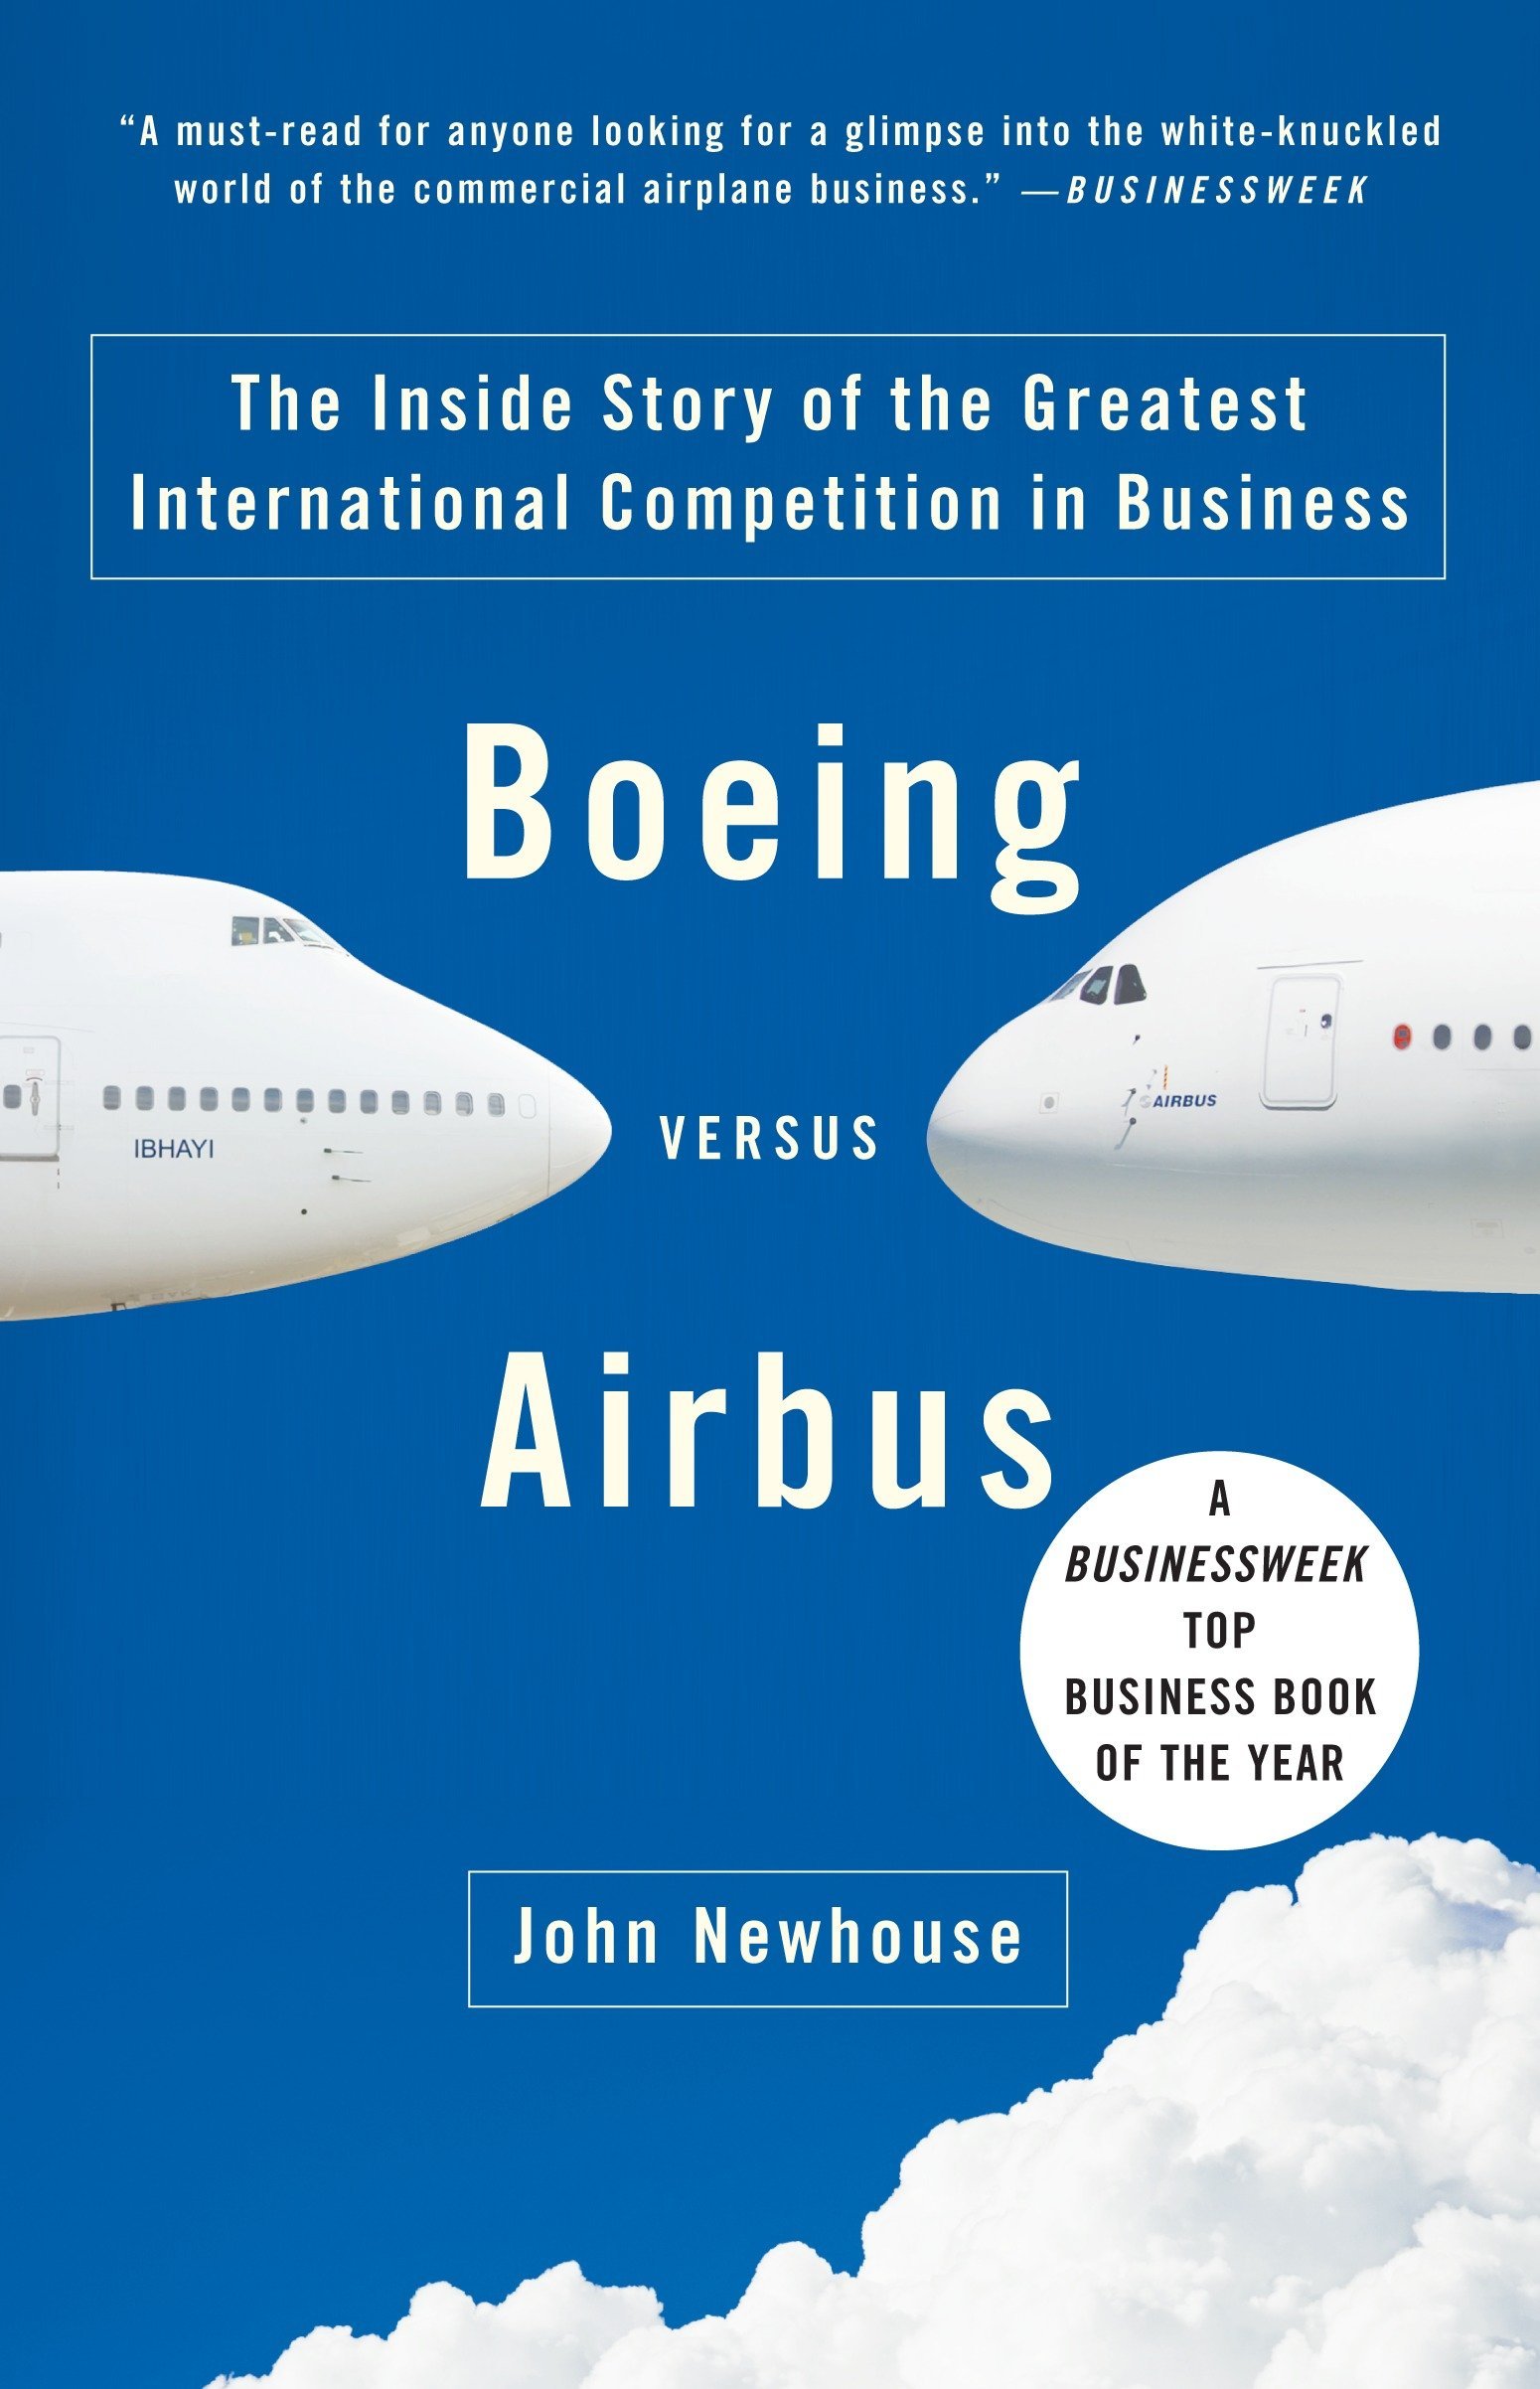 “A must-read for anyone looking for a glimpse into the white-knuckled
world of the commercial airplane business.” —BUSINESSWEEK
The Inside Story of the Greatest
International Competition in Business
Boeing
IBHAYI
VERSUS
AIRBUS
Airbus
A
BUSINESSWEEK
TOP
BUSINESS BOOK
OF THE YEAR
John Newhouse